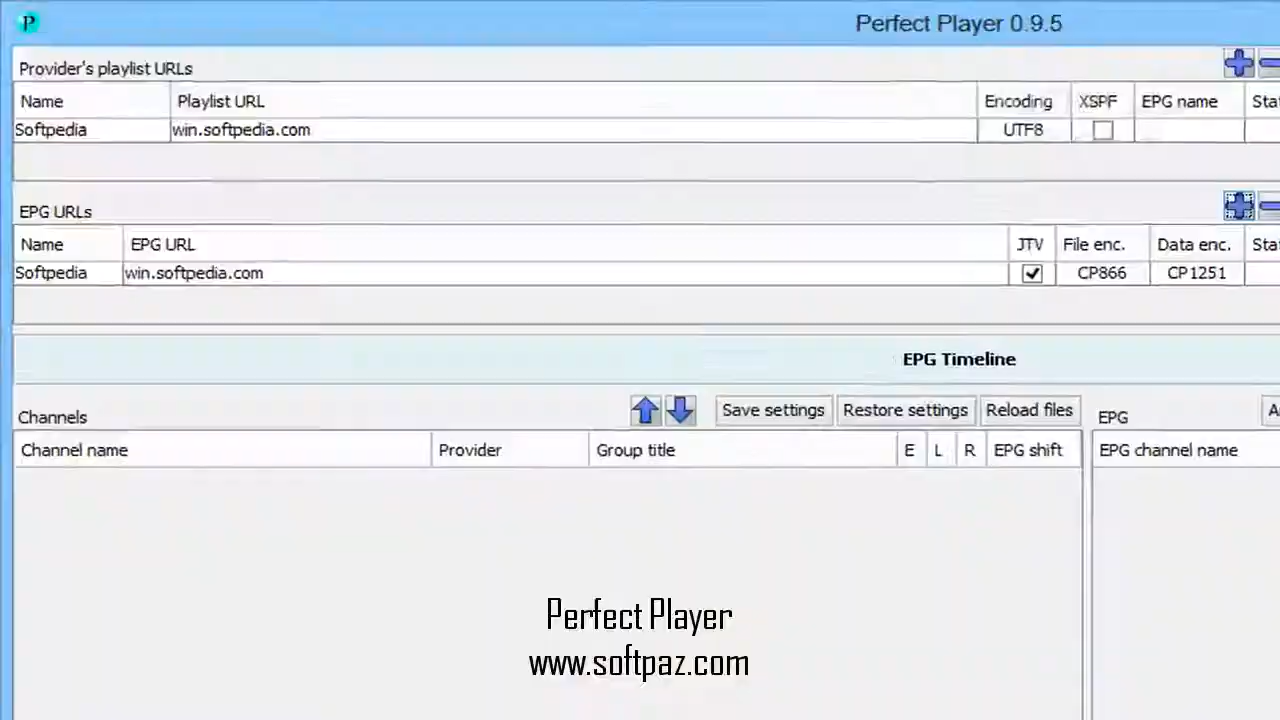 P Perfect Player 0.9.5
Provider's playlist URLs
Name Playlist URL Encoding XSPF EPG name
Softpedia win.softpedia.com UTF8
EPG URLs
Name EPG URL JTV File enc. Data enc.
Softpedia win.softpedia.com CP866 CP1251
EPG Timeline
Channels Save settings Restore settings Reload files EPG
Channel name Provider Group title E L R EPG shift EPG channel name
Perfect Player
www.softpaz.com